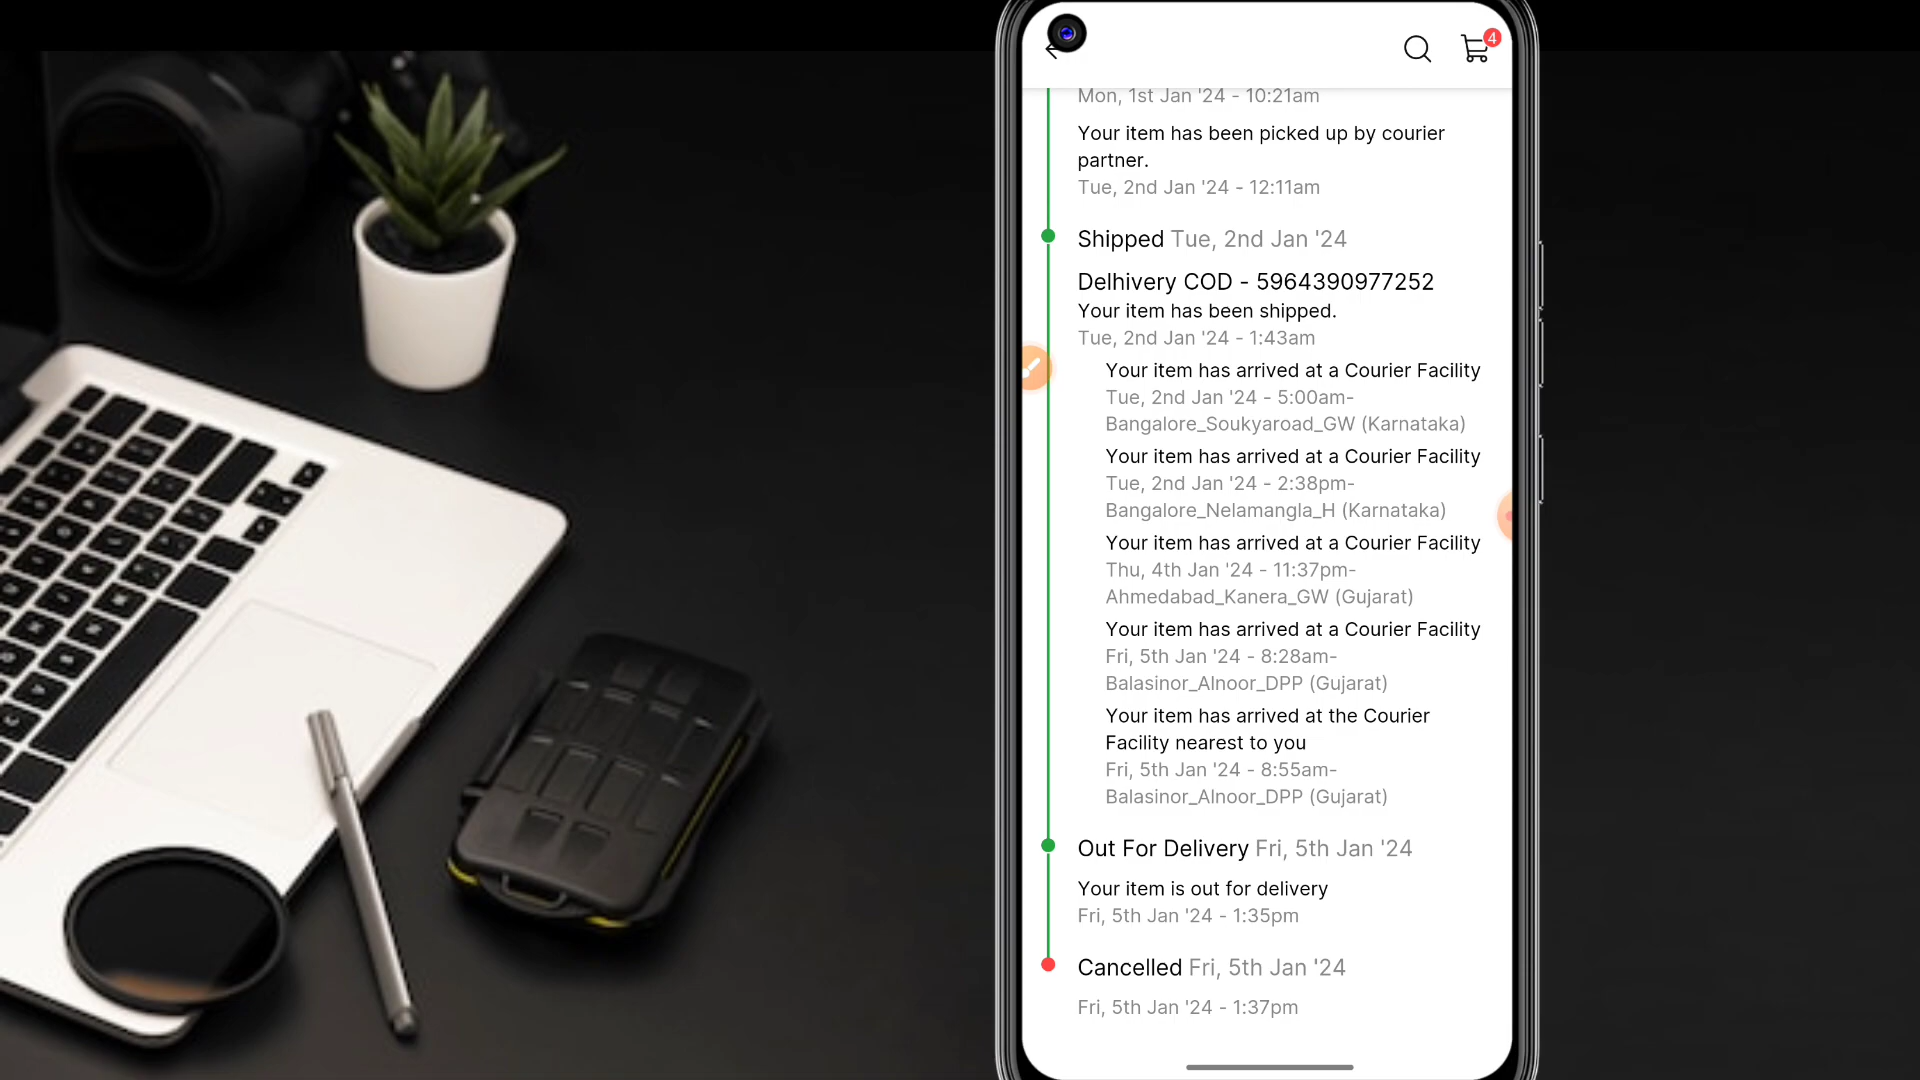 4
Mon, 1st Jan '24 - 10:21am
Your item has been picked up by courier
partner.
Tue, 2nd Jan '24 - 12:11am
Shipped Tue, 2nd Jan '24
Delhivery COD - 5964390977252
Your item has been shipped.
Tue, 2nd Jan '24 - 1:43am
Your item has arrived at a Courier Facility
Tue, 2nd Jan '24 - 5:00am-
Bangalore_Soukyaroad_GW (Karnataka)
Your item has arrived at a Courier Facility
Tue, 2nd Jan '24 - 2:38pm-
Bangalore_Nelamangla_H (Karnataka)
Your item has arrived at a Courier Facility
Thu, 4th Jan '24 - 11:37pm-
Ahmedabad_Kanera_GW (Gujarat)
Your item has arrived at a Courier Facility
Fri, 5th Jan '24 - 8:28am-
Balasinor_Alnoor_DPP (Gujarat)
Your item has arrived at the Courier
Facility nearest to you
Fri, 5th Jan '24 - 8:55am-
Balasinor_Alnoor_DPP (Gujarat)
Out For Delivery Fri, 5th Jan '24
Your item is out for delivery
Fri, 5th Jan '24 - 1:35pm
Cancelled Fri, 5th Jan '24
Fri, 5th Jan '24 - 1:37pm